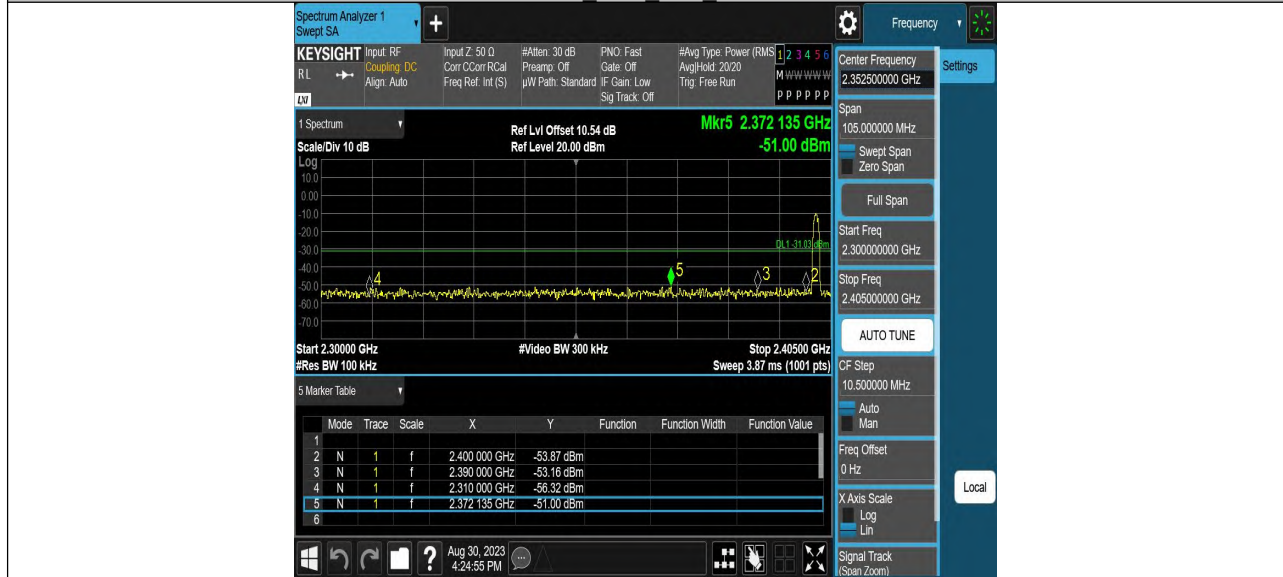 Spectrum Analyzer 1
Swept SA
+
Frequency
KEYSIGHT
Input: RF
Coupling: DC
Align: Auto
Input Z: 50 Ω
Corr CCorr RCal
Freq Ref: Int (S)
#Atten: 30 dB
Preamp: Off
µW Path: Standard
PNO: Fast
Gate: Off
IF Gain: Low
Sig Track: Off
#Avg Type: Power (RMS
Avg|Hold: 20/20
Trig: Free Run
1 2 3 4 5 6
M W W W W W
P P P P P P
RL
LXI
Center Frequency
2.352500000 GHz
Settings
Span
105.000000 MHz
Swept Span
Zero Span
Full Span
Start Freq
2.300000000 GHz
Stop Freq
2.405000000 GHz
AUTO TUNE
CF Step
10.500000 MHz
Auto
Man
Freq Offset
0 Hz
X Axis Scale
Log
Lin
Signal Track
(Span Zoom)
Local
1 Spectrum
Scale/Div 10 dB
Ref Lvl Offset 10.54 dB
Ref Level 20.00 dBm
Mkr5 2.372 135 GHz
-51.00 dBm
Log
10.0
0.00
-10.0
-20.0
-30.0
-40.0
-50.0
-60.0
-70.0
DL1 -31.03 dBm
4
5
3
2
Start 2.30000 GHz
#Res BW 100 kHz
#Video BW 300 kHz
Stop 2.40500 GHz
Sweep 3.87 ms (1001 pts)
5 Marker Table
Mode Trace Scale X Y Function Function Width Function Value
1
2 N 1 f 2.400 000 GHz -53.87 dBm
3 N 1 f 2.390 000 GHz -53.16 dBm
4 N 1 f 2.310 000 GHz -56.32 dBm
5 N 1 f 2.372 135 GHz -51.00 dBm
6
?
Aug 30, 2023
4:24:55 PM